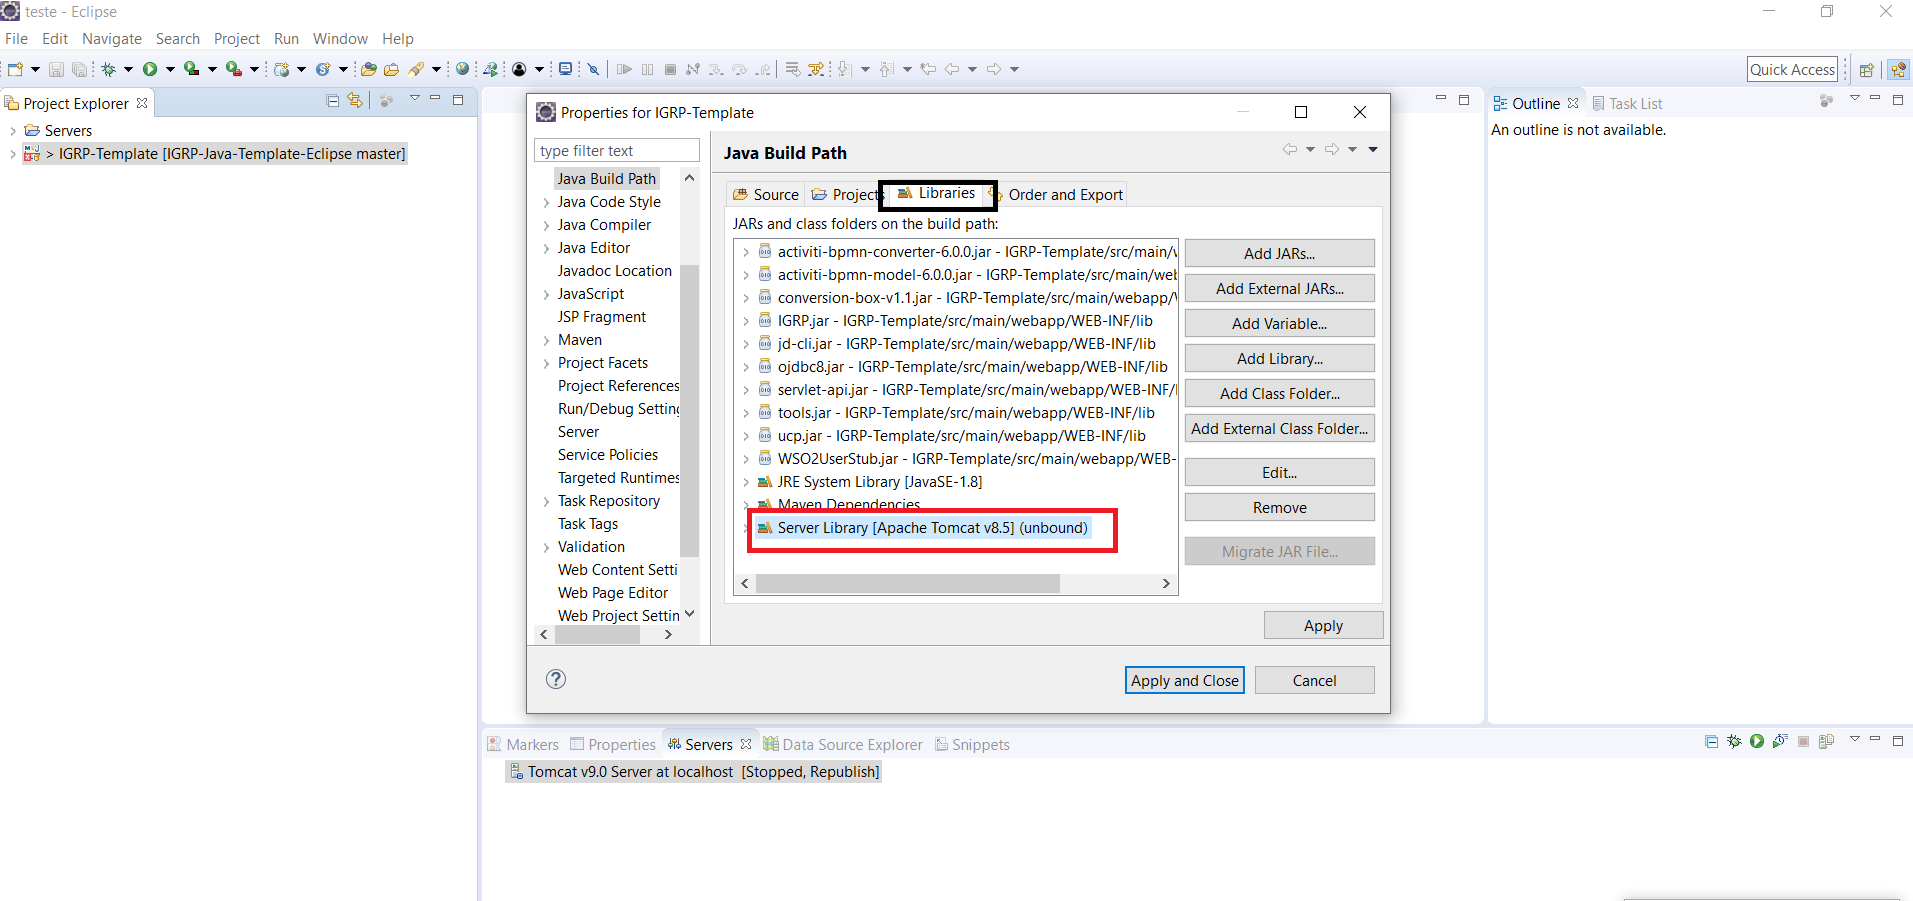 teste - Eclipse
File Edit Navigate Search Project Run Window Help
Quick Access
Project Explorer
Servers
> IGRP-Template [IGRP-Java-Template-Eclipse master]
Properties for IGRP-Template
type filter text
Java Build Path
Java Code Style
Java Compiler
Java Editor
Javadoc Location
JavaScript
JSP Fragment
Maven
Project Facets
Project References
Run/Debug Setting
Server
Service Policies
Targeted Runtimes
Task Repository
Task Tags
Validation
Web Content Setti
Web Page Editor
Web Project Settin
Java Build Path
Source Projects Libraries Order and Export
JARs and class folders on the build path:
activiti-bpmn-converter-6.0.0.jar - IGRP-Template/src/main/
activiti-bpmn-model-6.0.0.jar - IGRP-Template/src/main/wel
conversion-box-v1.1.jar - IGRP-Template/src/main/webapp/
IGRP.jar - IGRP-Template/src/main/webapp/WEB-INF/lib
jd-cli.jar - IGRP-Template/src/main/webapp/WEB-INF/lib
ojdbc8.jar - IGRP-Template/src/main/webapp/WEB-INF/lib
servlet-api.jar - IGRP-Template/src/main/webapp/WEB-INF/
tools.jar - IGRP-Template/src/main/webapp/WEB-INF/lib
ucp.jar - IGRP-Template/src/main/webapp/WEB-INF/lib
WSO2UserStub.jar - IGRP-Template/src/main/webapp/WEB-
JRE System Library [JavaSE-1.8]
Maven Dependencies
Server Library [Apache Tomcat v8.5] (unbound)
Add JARs...
Add External JARs...
Add Variable...
Add Library...
Add Class Folder...
Add External Class Folder...
Edit...
Remove
Migrate JAR File...
Apply
Apply and Close
Cancel
Outline
Task List
An outline is not available.
Markers Properties Servers Data Source Explorer Snippets
Tomcat v9.0 Server at localhost [Stopped, Republish]